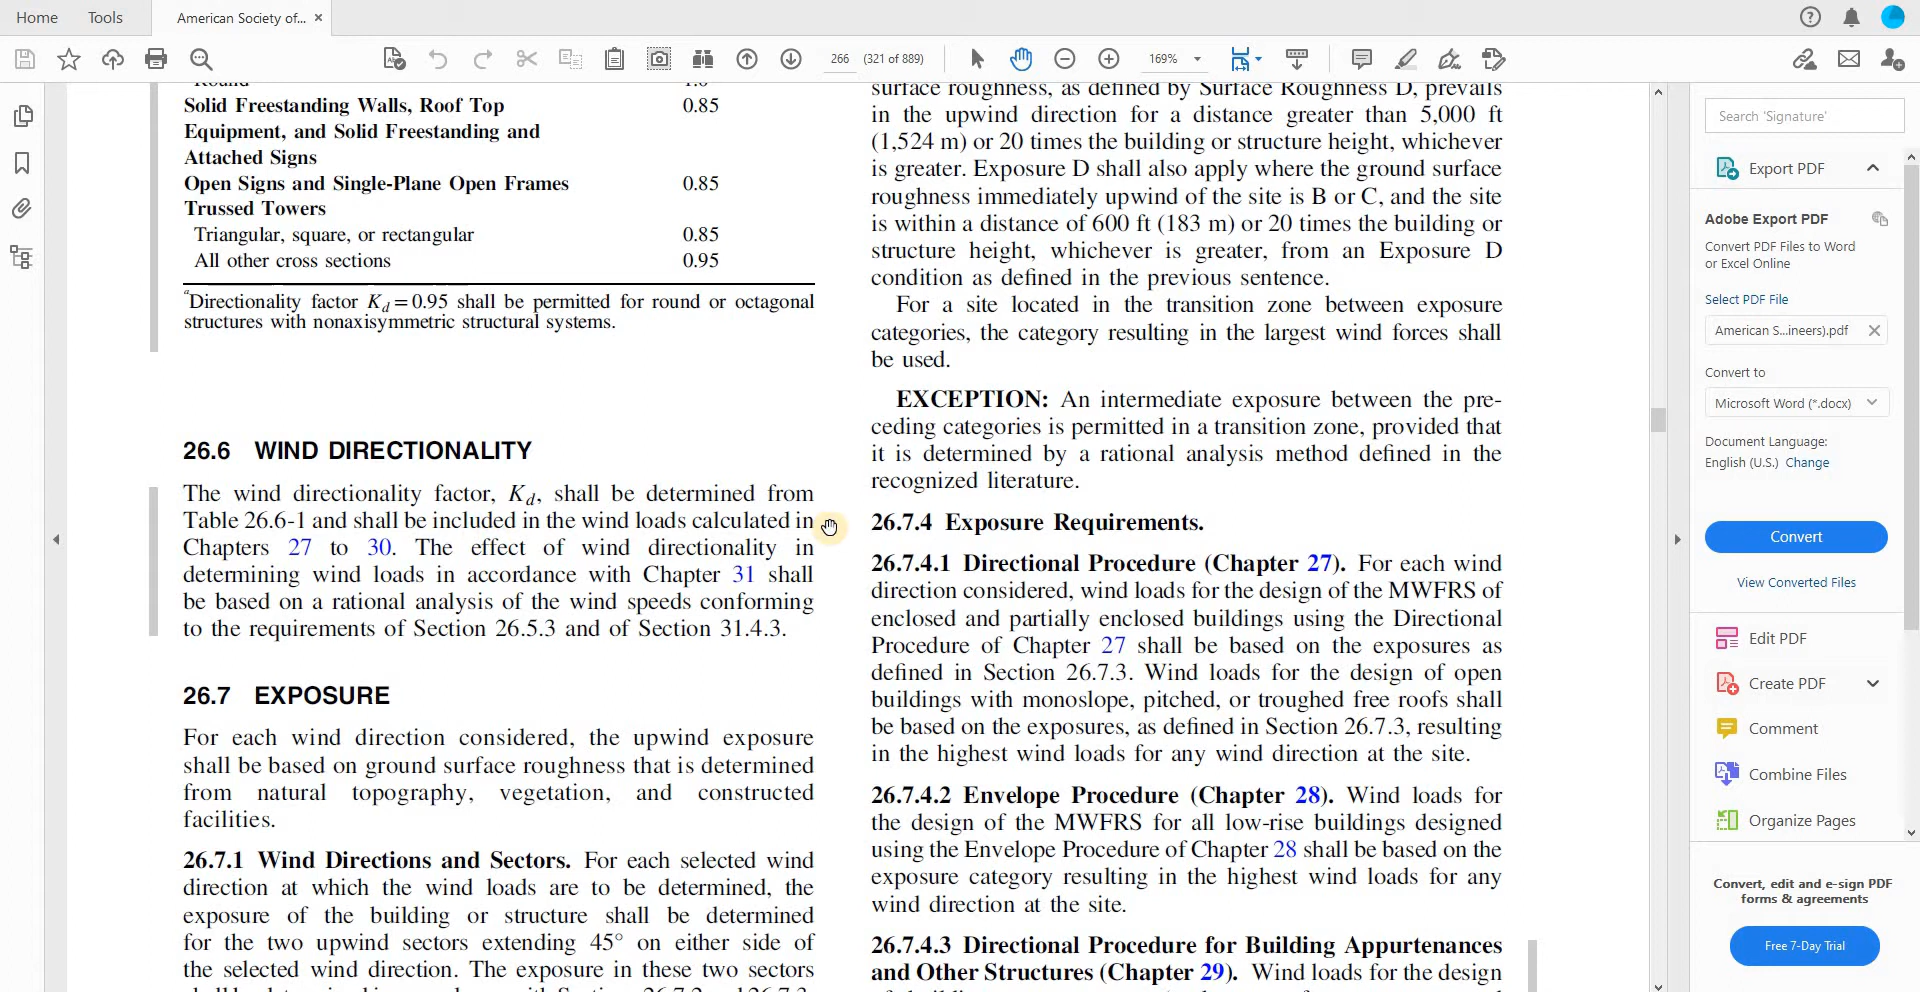 Home
Tools
American Society of...
266
(321 of 889)
169%
Round 1.0
Solid Freestanding Walls, Roof Top 0.85
Equipment, and Solid Freestanding and
Attached Signs
Open Signs and Single-Plane Open Frames 0.85
Trussed Towers
Triangular, square, or rectangular 0.85
All other cross sections 0.95
aDirectionality factor Kd = 0.95 shall be permitted for round or octagonal
structures with nonaxisymmetric structural systems.
26.6 WIND DIRECTIONALITY
The wind directionality factor, Kd, shall be determined from
Table 26.6-1 and shall be included in the wind loads calculated in
Chapters 27 to 30. The effect of wind directionality in
determining wind loads in accordance with Chapter 31 shall
be based on a rational analysis of the wind speeds conforming
to the requirements of Section 26.5.3 and of Section 31.4.3.
26.7 EXPOSURE
For each wind direction considered, the upwind exposure
shall be based on ground surface roughness that is determined
from natural topography, vegetation, and constructed
facilities.
26.7.1 Wind Directions and Sectors. For each selected wind
direction at which the wind loads are to be determined, the
exposure of the building or structure shall be determined
for the two upwind sectors extending 45° on either side of
the selected wind direction. The exposure in these two sectors
surface roughness, as defined by Surface Roughness D, prevails
in the upwind direction for a distance greater than 5,000 ft
(1,524 m) or 20 times the building or structure height, whichever
is greater. Exposure D shall also apply where the ground surface
roughness immediately upwind of the site is B or C, and the site
is within a distance of 600 ft (183 m) or 20 times the building or
structure height, whichever is greater, from an Exposure D
condition as defined in the previous sentence.
For a site located in the transition zone between exposure
categories, the category resulting in the largest wind forces shall
be used.
EXCEPTION: An intermediate exposure between the pre-
ceding categories is permitted in a transition zone, provided that
it is determined by a rational analysis method defined in the
recognized literature.
26.7.4 Exposure Requirements.
26.7.4.1 Directional Procedure (Chapter 27). For each wind
direction considered, wind loads for the design of the MWFRS of
enclosed and partially enclosed buildings using the Directional
Procedure of Chapter 27 shall be based on the exposures as
defined in Section 26.7.3. Wind loads for the design of open
buildings with monoslope, pitched, or troughed free roofs shall
be based on the exposures, as defined in Section 26.7.3, resulting
in the highest wind loads for any wind direction at the site.
26.7.4.2 Envelope Procedure (Chapter 28). Wind loads for
the design of the MWFRS for all low-rise buildings designed
using the Envelope Procedure of Chapter 28 shall be based on the
exposure category resulting in the highest wind loads for any
wind direction at the site.
26.7.4.3 Directional Procedure for Building Appurtenances
and Other Structures (Chapter 29). Wind loads for the design
Search 'Signature'
Export PDF
Adobe Export PDF
Convert PDF Files to Word
or Excel Online
Select PDF File
American S...ineers).pdf
Convert to
Microsoft Word (*.docx)
Document Language:
English (U.S.) Change
Convert
View Converted Files
Edit PDF
Create PDF
Comment
Combine Files
Organize Pages
Convert, edit and e-sign PDF
forms & agreements
Free 7-Day Trial